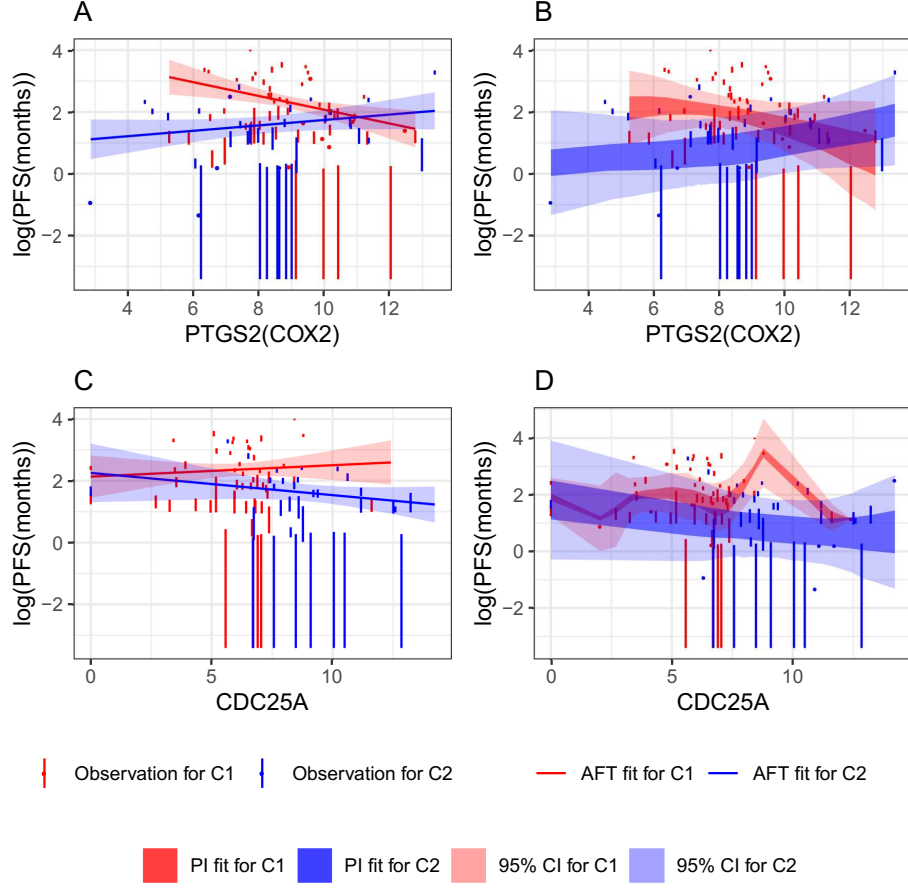 A
B
4
2
0
−2
log(PFS(months))
4 6 8 10 12
PTGS2(COX2)
4
2
0
−2
log(PFS(months))
4 6 8 10 12
PTGS2(COX2)
C
D
4
2
0
−2
log(PFS(months))
0 5 10
CDC25A
4
2
0
−2
log(PFS(months))
0 5 10
CDC25A
Observation for C1 Observation for C2 AFT fit for C1 AFT fit for C2
PI fit for C1 PI fit for C2 95% CI for C1 95% CI for C2